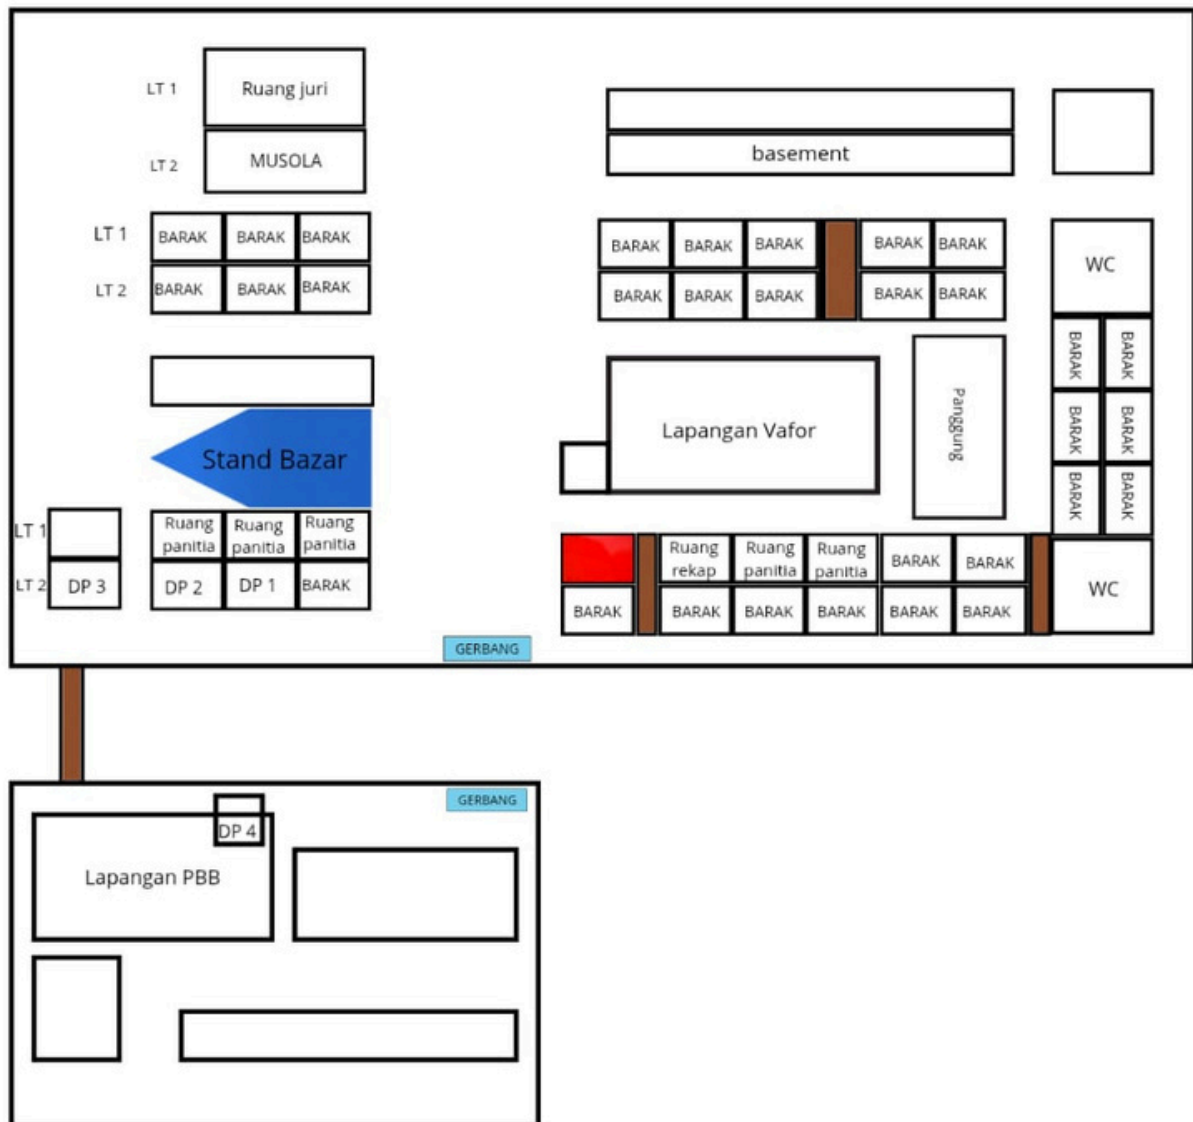 LT 1
Ruang juri
LT 2
MUSOLA
basement
LT 1
BARAK BARAK BARAK
LT 2
BARAK BARAK BARAK
BARAK BARAK BARAK BARAK BARAK
BARAK BARAK BARAK BARAK BARAK
WC
BARAK BARAK
BARAK BARAK
BARAK BARAK
Lapangan Vafor
Panggung
Stand Bazar
LT 1
Ruang panitia
Ruang panitia
Ruang panitia
LT 2
DP 3
DP 2
DP 1
BARAK
Ruang rekap
Ruang panitia
Ruang panitia
BARAK BARAK
BARAK BARAK BARAK BARAK BARAK BARAK
WC
GERBANG
GERBANG
DP 4
Lapangan PBB